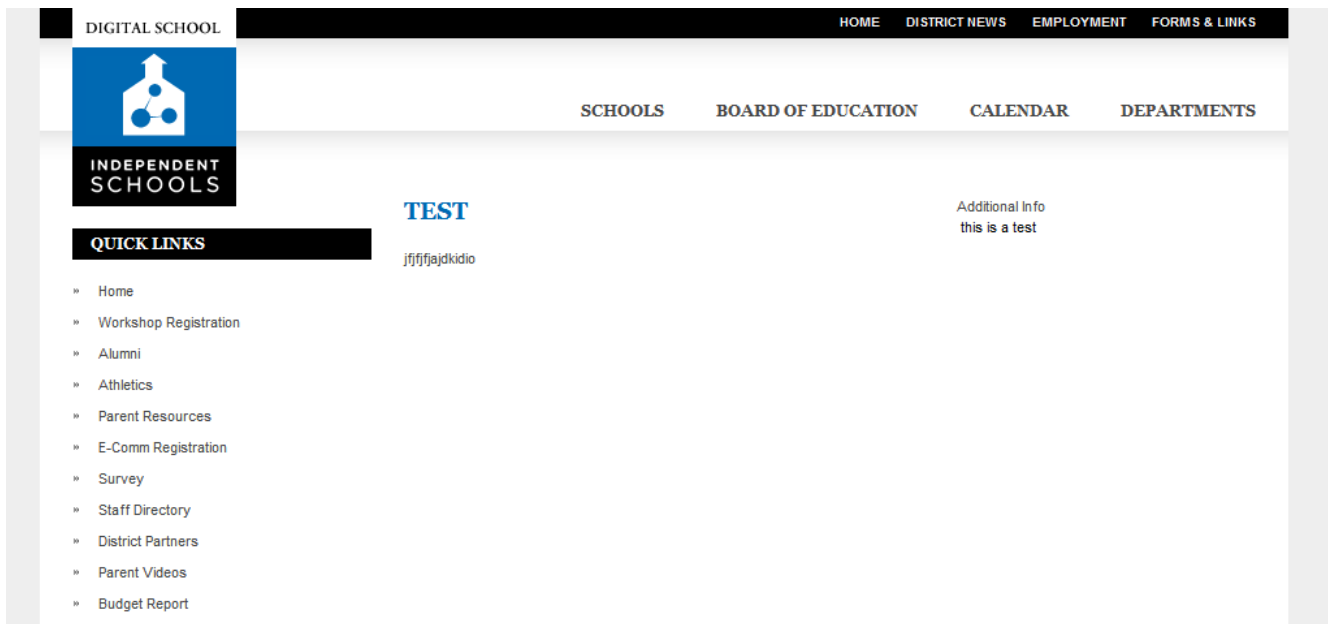 DIGITAL SCHOOL
HOME DISTRICT NEWS EMPLOYMENT FORMS & LINKS
SCHOOLS BOARD OF EDUCATION CALENDAR DEPARTMENTS
INDEPENDENT
SCHOOLS
QUICK LINKS
» Home
» Workshop Registration
» Alumni
» Athletics
» Parent Resources
» E-Comm Registration
» Survey
» Staff Directory
» District Partners
» Parent Videos
» Budget Report
TEST
jfjfjfjajdkidio
Additional Info
this is a test